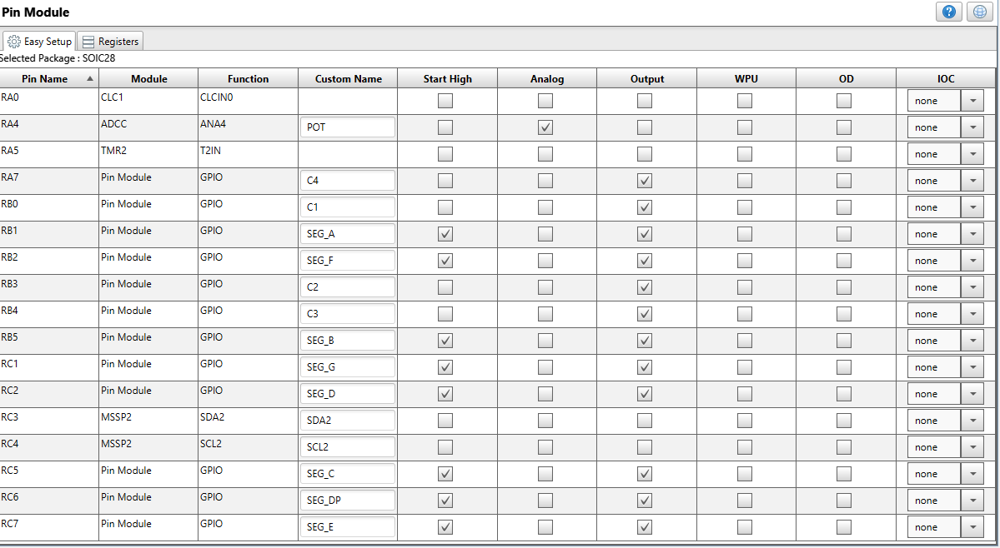 Pin Module
?
Easy Setup Registers
Selected Package : SOIC28
Pin Name Module Function Custom Name Start High Analog Output WPU OD IOC
RA0 CLC1 CLCIN0 none
RA4 ADCC ANA4 POT none
RA5 TMR2 T2IN none
RA7 Pin Module GPIO C4 none
RB0 Pin Module GPIO C1 none
RB1 Pin Module GPIO SEG_A none
RB2 Pin Module GPIO SEG_F none
RB3 Pin Module GPIO C2 none
RB4 Pin Module GPIO C3 none
RB5 Pin Module GPIO SEG_B none
RC1 Pin Module GPIO SEG_G none
RC2 Pin Module GPIO SEG_D none
RC3 MSSP2 SDA2 SDA2 none
RC4 MSSP2 SCL2 SCL2 none
RC5 Pin Module GPIO SEG_C none
RC6 Pin Module GPIO SEG_DP none
RC7 Pin Module GPIO SEG_E none